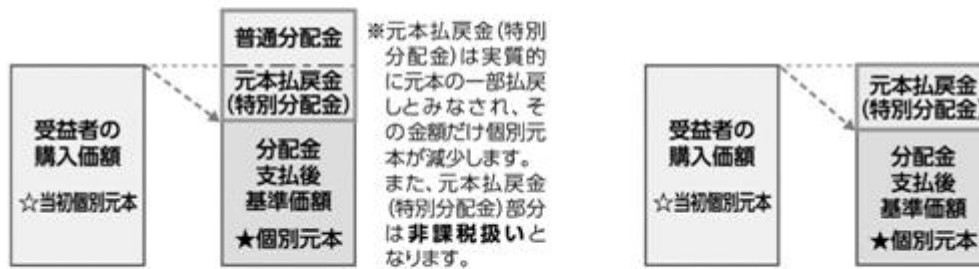 普通分配金
元本払戻金
(特別分配金)
受益者の
購入価額
☆当初個別元本
分配金
支払後
基準価額
★個別元本
※元本払戻金(特別
分配金)は実質的
に元本の一部払戻
しとみなされ、そ
の金額だけ個別元
本が減少します。
また、元本払戻金
(特別分配金)部分
は非課税扱いと
なります。
受益者の
購入価額
☆当初個別元本
元本払戻金
(特別分配金
分配金
支払後
基準価額
★個別元本